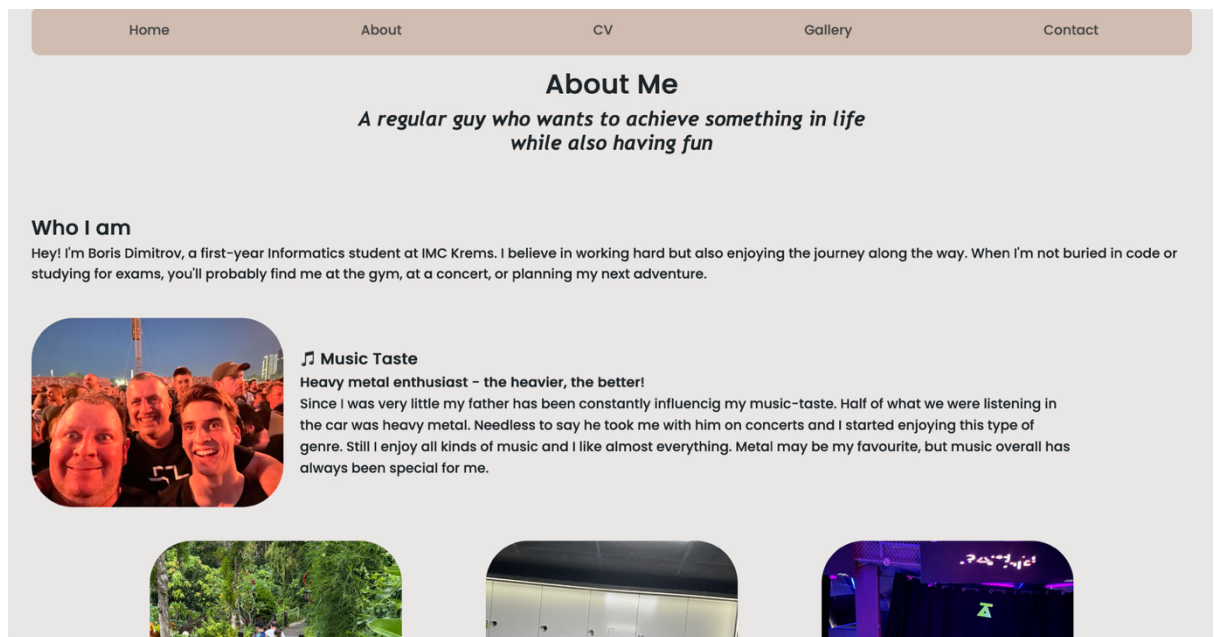 Home About CV Gallery Contact
About Me
A regular guy who wants to achieve something in life
while also having fun
Who I am
Hey! I'm Boris Dimitrov, a first-year Informatics student at IMC Krems. I believe in working hard but also enjoying the journey along the way. When I'm not buried in code or
studying for exams, you'll probably find me at the gym, at a concert, or planning my next adventure.
🎵 Music Taste
Heavy metal enthusiast - the heavier, the better!
Since I was very little my father has been constantly influencig my music-taste. Half of what we were listening in
the car was heavy metal. Needless to say he took me with him on concerts and I started enjoying this type of
genre. Still I enjoy all kinds of music and I like almost everything. Metal may be my favourite, but music overall has
always been special for me.